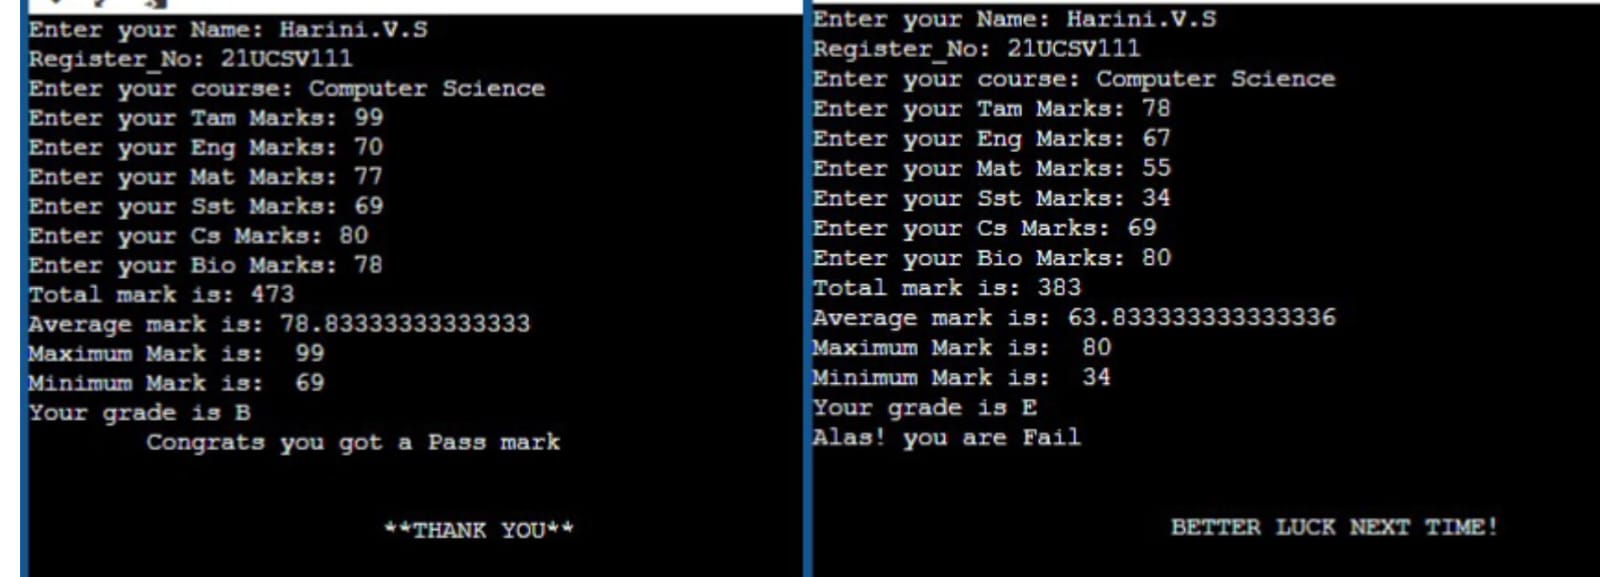 Enter your Name: Harini.V.S
Register_No: 21UCSV111
Enter your course: Computer Science
Enter your Tam Marks: 99
Enter your Eng Marks: 70
Enter your Mat Marks: 77
Enter your Sst Marks: 69
Enter your Cs Marks: 80
Enter your Bio Marks: 78
Total mark is: 473
Average mark is: 78.83333333333333
Maximum Mark is:  99
Minimum Mark is:  69
Your grade is B
Congrats you got a Pass mark
**THANK YOU**
Enter your Name: Harini.V.S
Register_No: 21UCSV111
Enter your course: Computer Science
Enter your Tam Marks: 78
Enter your Eng Marks: 67
Enter your Mat Marks: 55
Enter your Sst Marks: 34
Enter your Cs Marks: 69
Enter your Bio Marks: 80
Total mark is: 383
Average mark is: 63.833333333333336
Maximum Mark is:  80
Minimum Mark is:  34
Your grade is E
Alas! you are Fail
BETTER LUCK NEXT TIME!